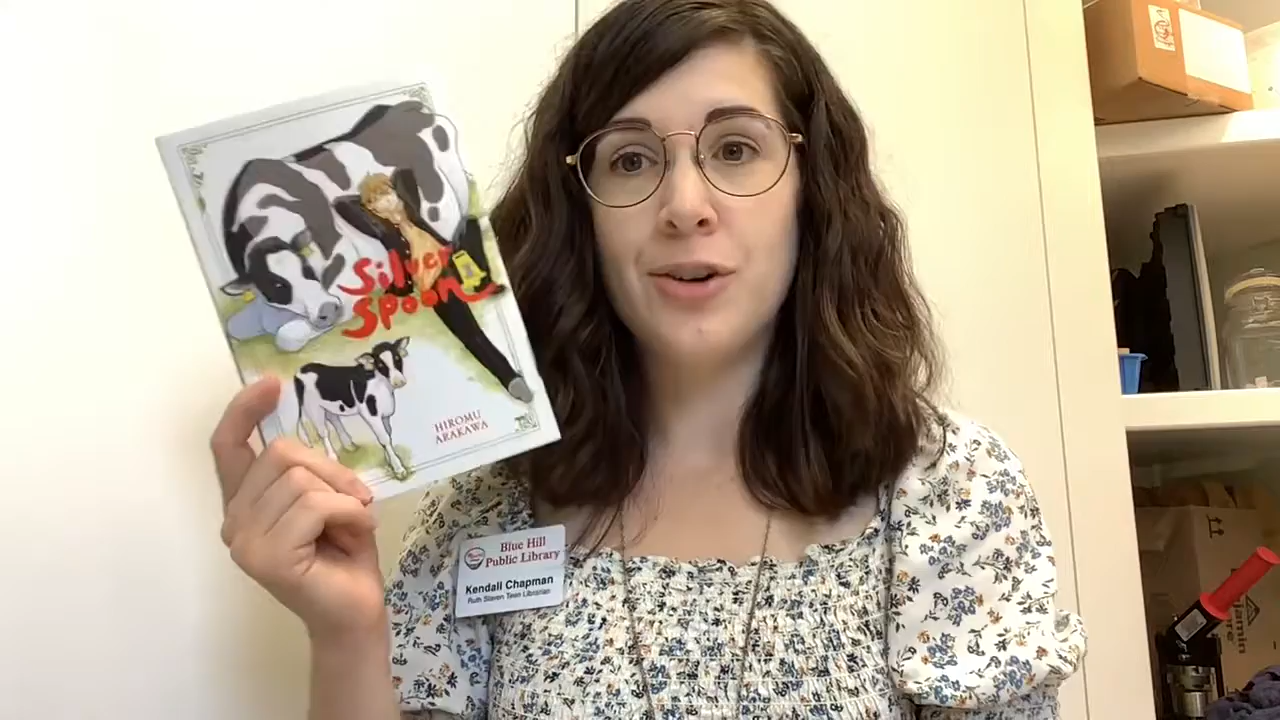 Silver
Spoon
HIROMU
ARAKAWA
Blue Hill
Public Library
Kendall Chapman
Ruth Slaven Teen Librarian